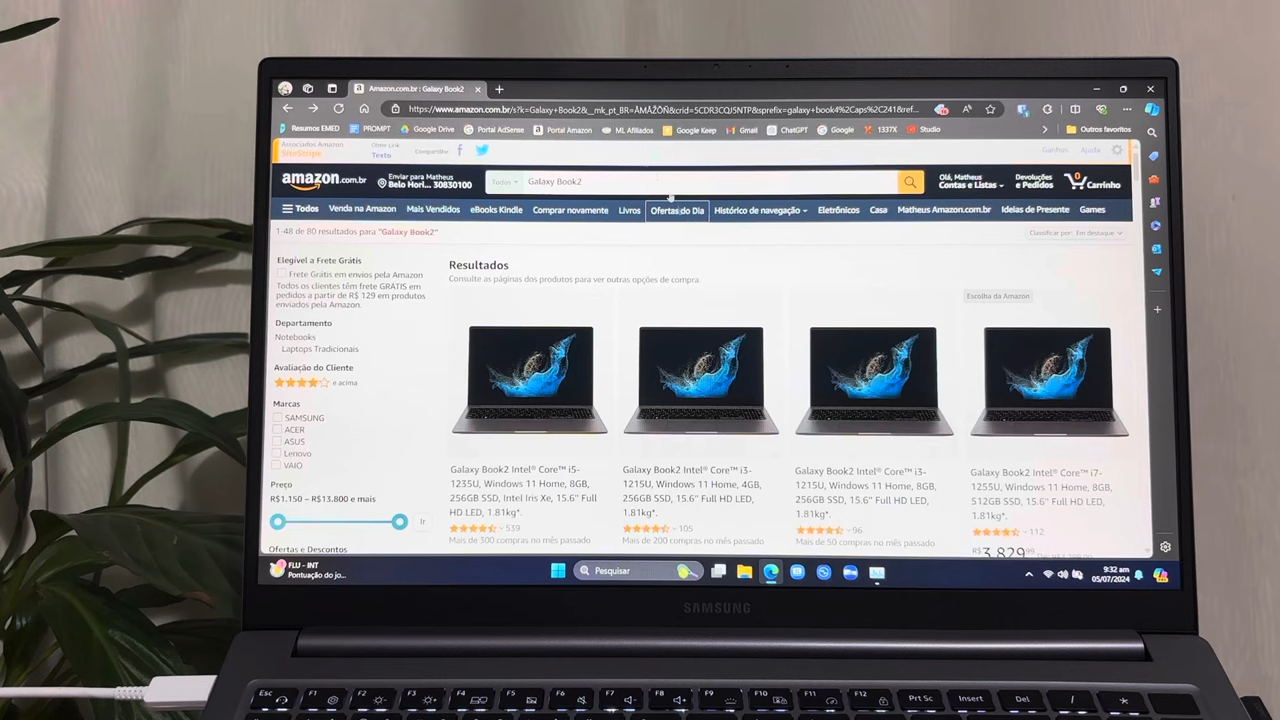 Amazon.com.br : Galaxy Book2
https://www.amazon.com.br/s?k=Galaxy+Book2&__mk_pt_BR=ÅMÅŽÕÑ&crid=5CDR3CQJ5NTP&sprefix=galaxy+book4%2Caps%2C241&ref...
Resumos EMED PROMPT Google Drive Portal AdSense Portal Amazon ML Afiliados Google Keep Gmail ChatGPT Google 1337X Studio Outros favoritos
Associados Amazon
SiteStripe
Obter Link
Texto
Compartilhe
Ganhos Ajuda
amazon.com.br
Enviar para Matheus
Belo Hori... 30830100
Todos
Galaxy Book2
Olá, Matheus
Contas e Listas
Devoluções
e Pedidos
0
Carrinho
Todos Venda na Amazon Mais Vendidos eBooks Kindle Comprar novamente Livros Ofertas do Dia Histórico de navegação Eletrônicos Casa Matheus Amazon.com.br Ideias de Presente Games
1-48 de 80 resultados para "Galaxy Book2"
Classificar por: Em destaque
Elegível a Frete Grátis
Frete Grátis em envios pela Amazon
Todos os clientes têm frete GRÁTIS em
pedidos a partir de R$ 129 em produtos
enviados pela Amazon.
Departamento
Notebooks
Laptops Tradicionais
Avaliação do Cliente
e acima
Marcas
SAMSUNG
ACER
ASUS
Lenovo
VAIO
Preço
R$1.150 – R$13.800 e mais
Ir
Ofertas e Descontos
Resultados
Consulte as páginas dos produtos para ver outras opções de compra.
Escolha da Amazon
Galaxy Book2 Intel® Core™ i5-
1235U, Windows 11 Home, 8GB,
256GB SSD, Intel Iris Xe, 15.6" Full
HD LED, 1.81kg*.
539
Mais de 300 compras no mês passado
Galaxy Book2 Intel® Core™ i3-
1215U, Windows 11 Home, 4GB,
256GB SSD, 15.6" Full HD LED,
1.81kg*.
105
Mais de 200 compras no mês passado
Galaxy Book2 Intel® Core™ i3-
1215U, Windows 11 Home, 8GB,
256GB SSD, 15.6" Full HD LED,
1.81kg*.
96
Mais de 50 compras no mês passado
Galaxy Book2 Intel® Core™ i7-
1255U, Windows 11 Home, 8GB,
512GB SSD, 15.6" Full HD LED,
1.81kg*.
112
R$3.829
FLU - INT
Pontuação do jo...
Pesquisar
9:32 am
05/07/2024
SAMSUNG
Esc F1 F2 F3 F4 F5 F6 F7 F8 F9 F10 F11 F12 Prt Sc Insert Del / *